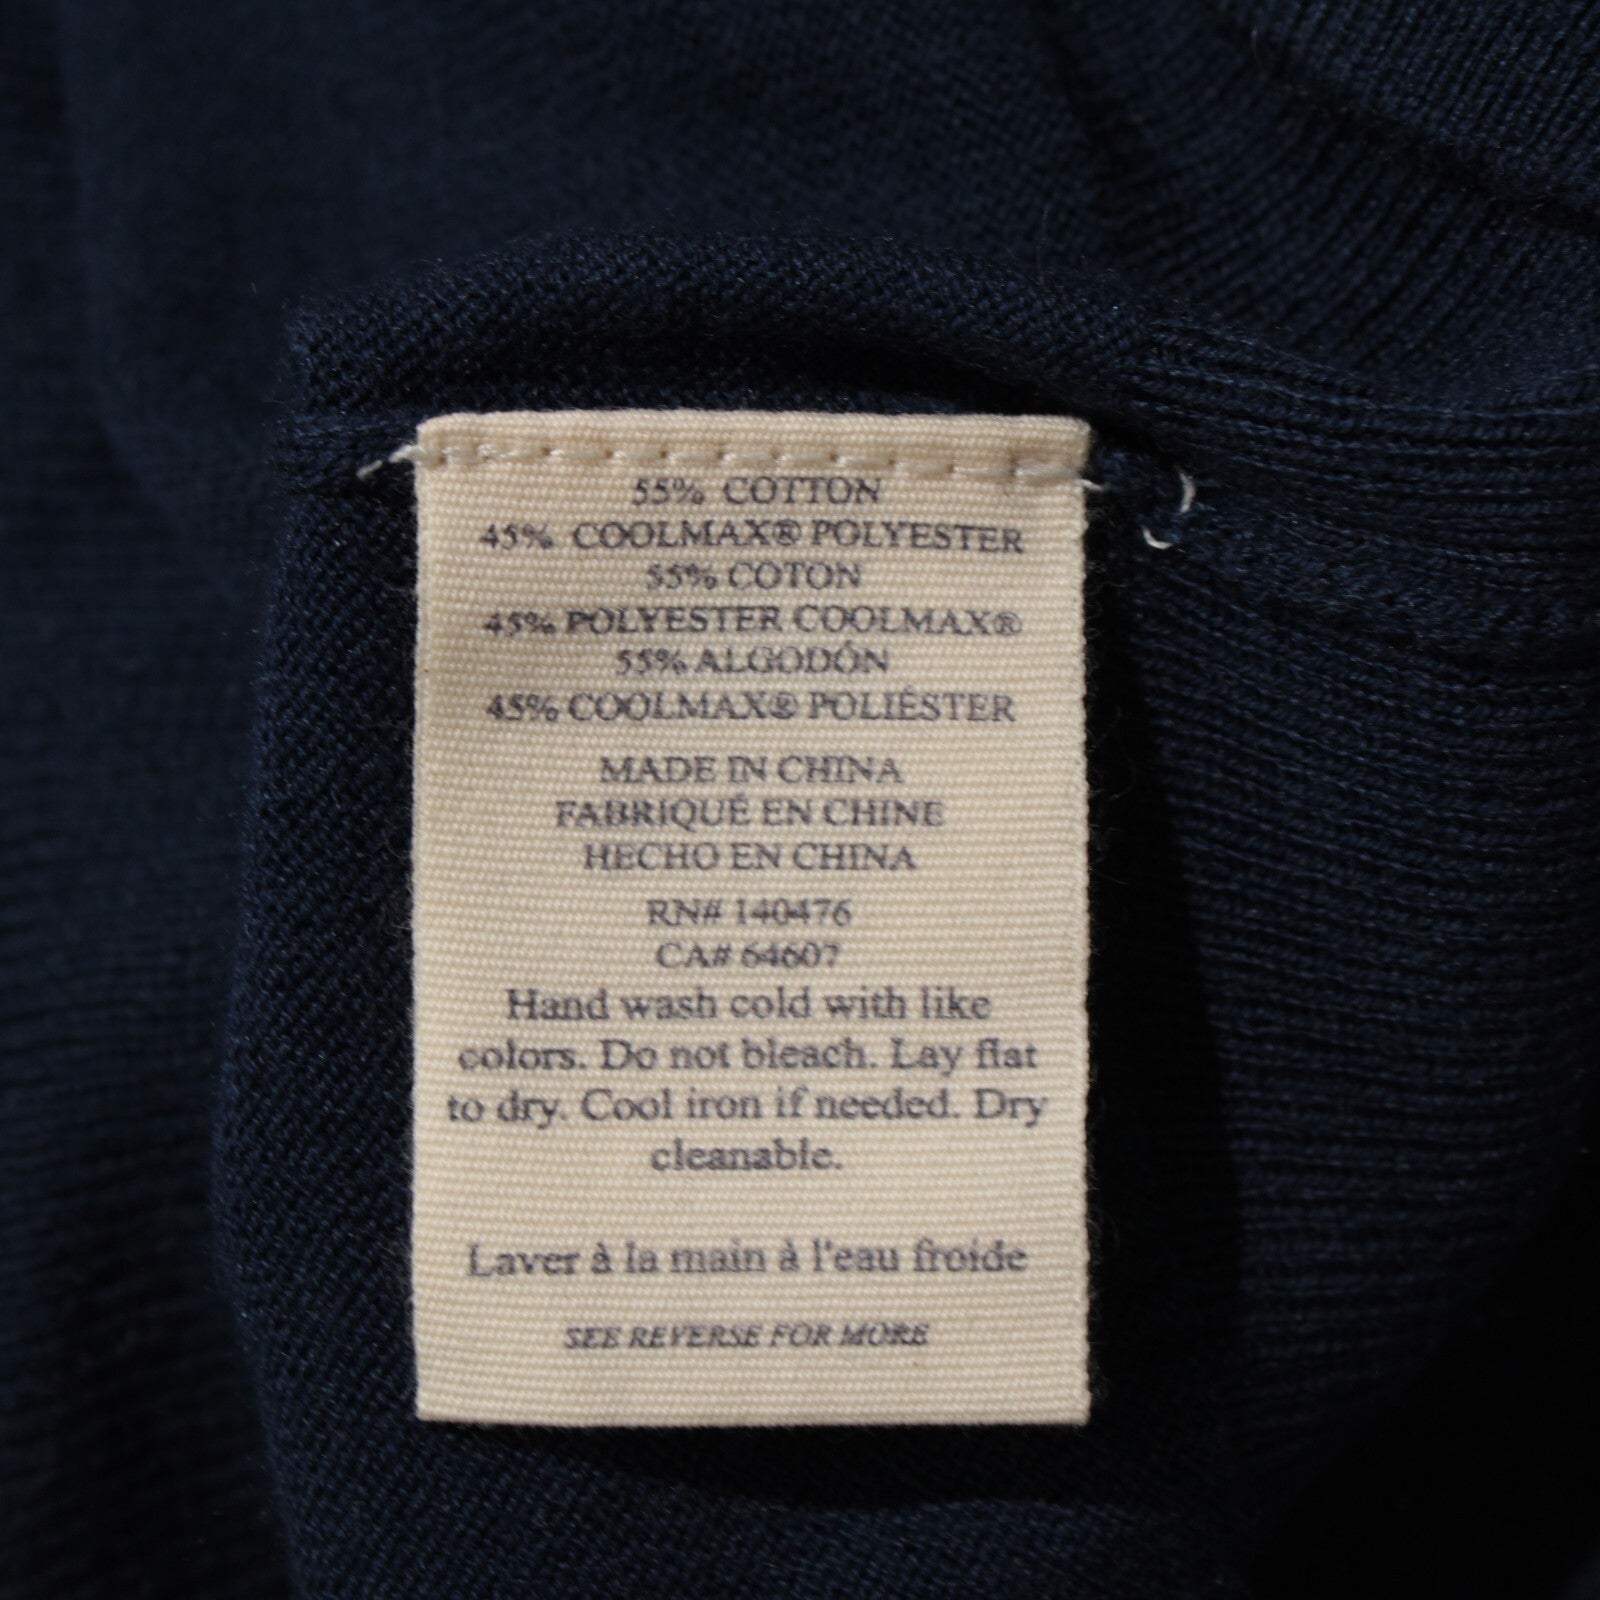 55% COTTON
45% COOLMAX® POLYESTER
55% COTON
45% POLYESTER COOLMAX®
55% ALGODÓN
45% COOLMAX® POLIÉSTER
MADE IN CHINA
FABRIQUÉ EN CHINE
HECHO EN CHINA
RN# 140476
CA# 64607
Hand wash cold with like
colors. Do not bleach. Lay flat
to dry. Cool iron if needed. Dry
cleanable.
Laver à la main à l'eau froide
SEE REVERSE FOR MORE